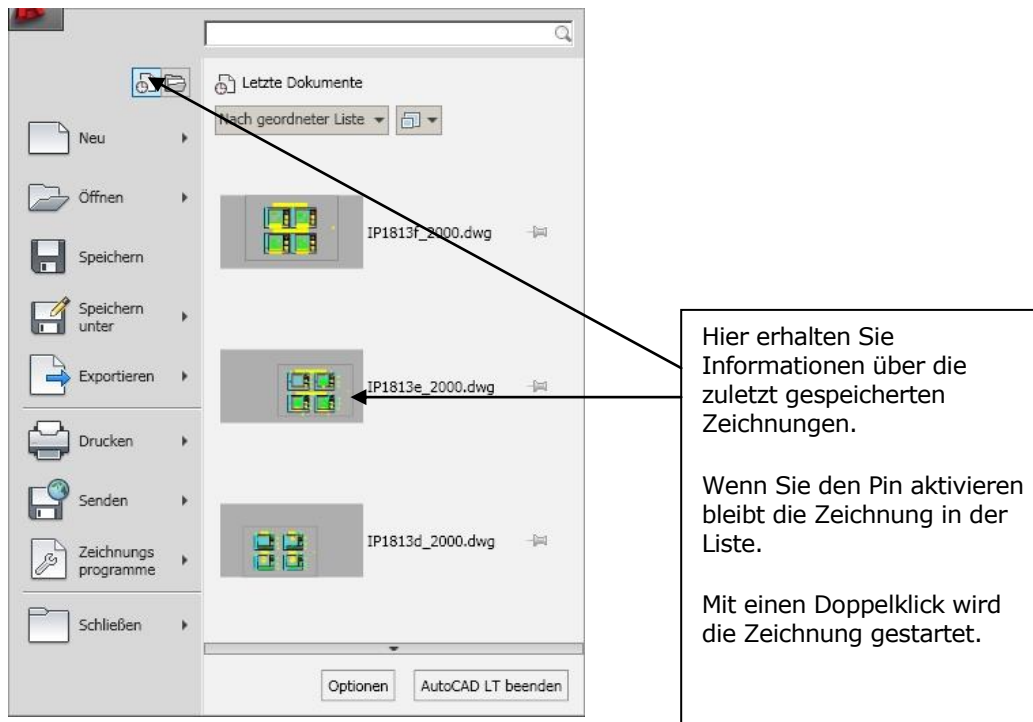 Letzte Dokumente
Nach geordneter Liste
Neu
Öffnen
Speichern
Speichern
unter
Exportieren
Drucken
Senden
Zeichnungs
programme
Schließen
IP1813f_2000.dwg
IP1813e_2000.dwg
IP1813d_2000.dwg
Optionen
AutoCAD LT beenden
Hier erhalten Sie
Informationen über die
zuletzt gespeicherten
Zeichnungen.
Wenn Sie den Pin aktivieren
bleibt die Zeichnung in der
Liste.
Mit einen Doppelklick wird
die Zeichnung gestartet.